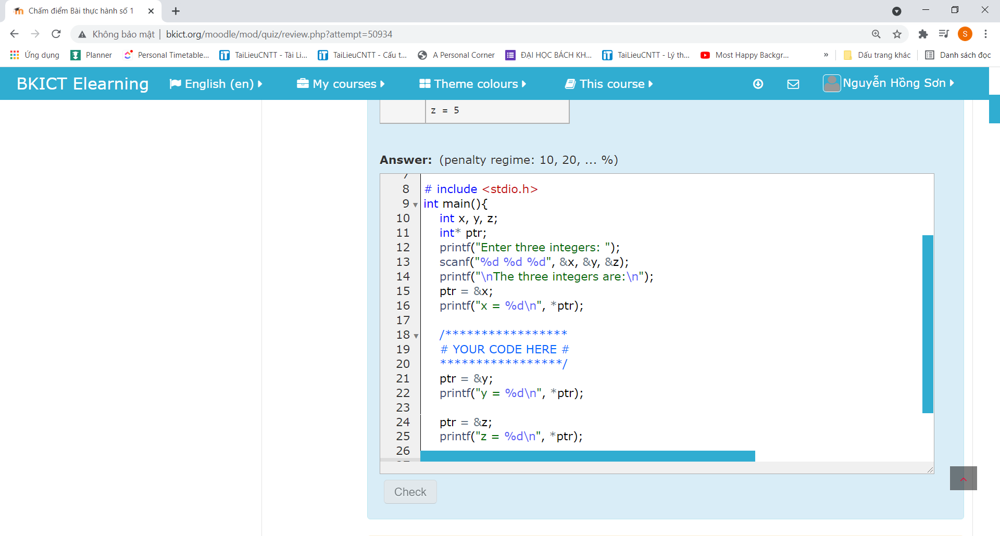 Chấm điểm Bài thực hành số 1
Không bảo mật | bkict.org/moodle/mod/quiz/review.php?attempt=50934
S
Ứng dụng
Planner
Personal Timetable...
TaiLieuCNTT - Tài Li...
TaiLieuCNTT - Cấu t...
A Personal Corner
ĐẠI HỌC BÁCH KH...
TaiLieuCNTT - Lý th...
Most Happy Backgr...
»
Dấu trang khác
Danh sách đọc
BKICT Elearning
English (en)
My courses
Theme colours
This course
Nguyễn Hồng Sơn
z = 5
Answer: (penalty regime: 10, 20, ... %)
7
8 # include <stdio.h>
9 int main(){
10 int x, y, z;
11 int* ptr;
12 printf("Enter three integers: ");
13 scanf("%d %d %d", &x, &y, &z);
14 printf("\nThe three integers are:\n");
15 ptr = &x;
16 printf("x = %d\n", *ptr);
17
18 /*****************
19 # YOUR CODE HERE #
20 *****************/
21 ptr = &y;
22 printf("y = %d\n", *ptr);
23
24 ptr = &z;
25 printf("z = %d\n", *ptr);
26
Check